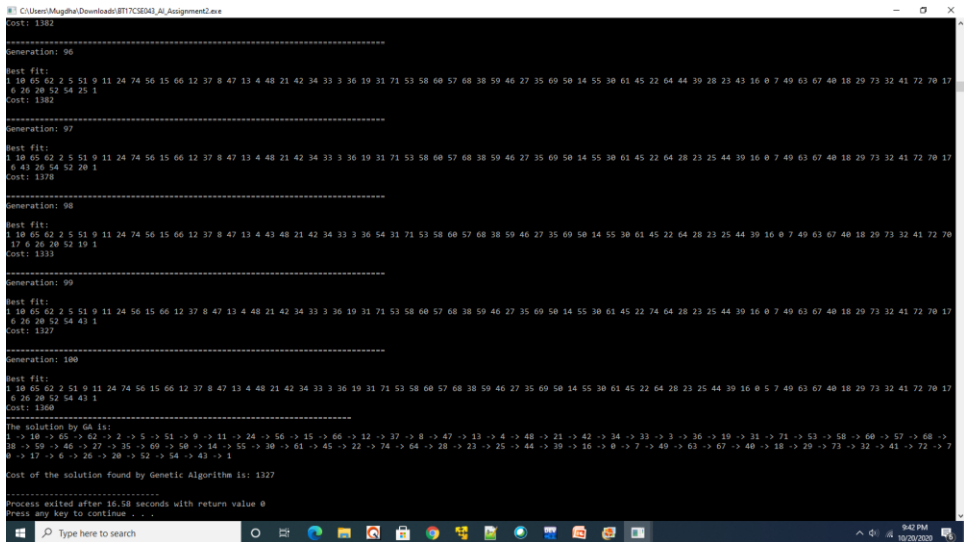 C:\Users\Mugdha\Downloads\BT17CSE043_AI_Assignment2.exe
Cost: 1382
================================================================================
Generation: 96
Best fit:
1 10 65 62 2 5 51 9 11 24 74 56 15 66 12 37 8 47 13 4 48 21 42 34 33 3 36 19 31 71 53 58 60 57 68 38 59 46 27 35 69 50 14 55 30 61 45 22 64 44 39 28 23 43 16 0 7 49 63 67 40 18 29 73 32 41 72 70 17
6 26 20 52 54 25 1
Cost: 1382
================================================================================
Generation: 97
Best fit:
1 10 65 62 2 5 51 9 11 24 74 56 15 66 12 37 8 47 13 4 48 21 42 34 33 3 36 19 31 71 53 58 60 57 68 38 59 46 27 35 69 50 14 55 30 61 45 22 64 28 23 25 44 39 16 0 7 49 63 67 40 18 29 73 32 41 72 70 17
6 43 26 54 52 20 1
Cost: 1378
================================================================================
Generation: 98
Best fit:
1 10 65 62 2 5 51 9 11 24 74 56 15 66 12 37 8 47 13 4 43 48 21 42 34 33 3 36 54 31 71 53 58 60 57 68 38 59 46 27 35 69 50 14 55 30 61 45 22 64 28 23 25 44 39 16 0 7 49 63 67 40 18 29 73 32 41 72 70
17 6 26 20 52 19 1
Cost: 1333
================================================================================
Generation: 99
Best fit:
1 10 65 62 2 5 51 9 11 24 56 15 66 12 37 8 47 13 4 48 21 42 34 33 3 36 19 31 71 53 58 60 57 68 38 59 46 27 35 69 50 14 55 30 61 45 22 74 64 28 23 25 44 39 16 0 7 49 63 67 40 18 29 73 32 41 72 70 17
6 26 20 52 54 43 1
Cost: 1327
================================================================================
Generation: 100
Best fit:
1 10 65 62 2 51 9 11 24 74 56 15 66 12 37 8 47 13 4 48 21 42 34 33 3 36 19 31 71 53 58 60 57 68 38 59 46 27 35 69 50 14 55 30 61 45 22 64 28 23 25 44 39 16 0 5 7 49 63 67 40 18 29 73 32 41 72 70 17
6 26 20 52 54 43 1
Cost: 1360
-------------------------------------------------------------------------
The solution by GA is:
1 -> 10 -> 65 -> 62 -> 2 -> 5 -> 51 -> 9 -> 11 -> 24 -> 56 -> 15 -> 66 -> 12 -> 37 -> 8 -> 47 -> 13 -> 4 -> 48 -> 21 -> 42 -> 34 -> 33 -> 3 -> 36 -> 19 -> 31 -> 71 -> 53 -> 58 -> 60 -> 57 -> 68 ->
38 -> 59 -> 46 -> 27 -> 35 -> 69 -> 50 -> 14 -> 55 -> 30 -> 61 -> 45 -> 22 -> 74 -> 64 -> 28 -> 23 -> 25 -> 44 -> 39 -> 16 -> 0 -> 7 -> 49 -> 63 -> 67 -> 40 -> 18 -> 29 -> 73 -> 32 -> 41 -> 72 -> 7
0 -> 17 -> 6 -> 26 -> 20 -> 52 -> 54 -> 43 -> 1
Cost of the solution found by Genetic Algorithm is: 1327
--------------------------------
Process exited after 16.58 seconds with return value 0
Press any key to continue . . .
Type here to search
9:42 PM
10/20/2020